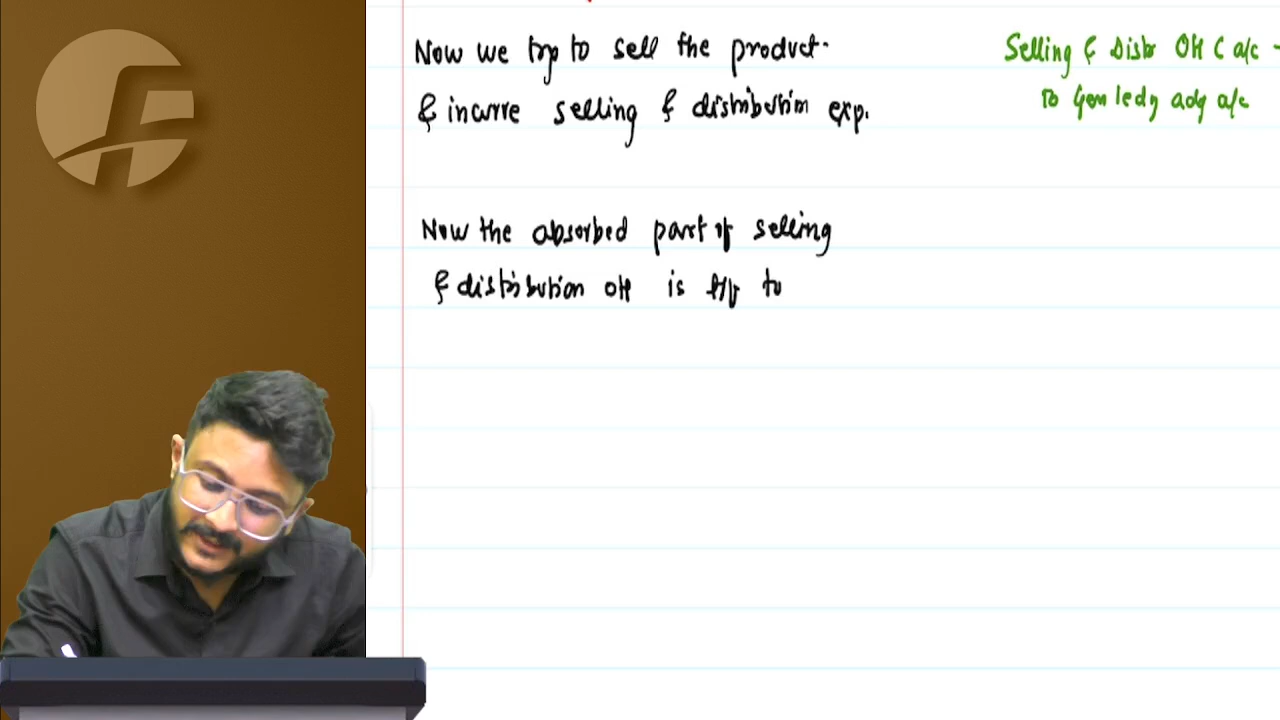 Now we try to sell the product.
& incurre selling & distribution exp.
Selling & Distr OH C a/c -
To Gen ledg adj a/c
Now the absorbed part of selling
& distribution OH is t/f to